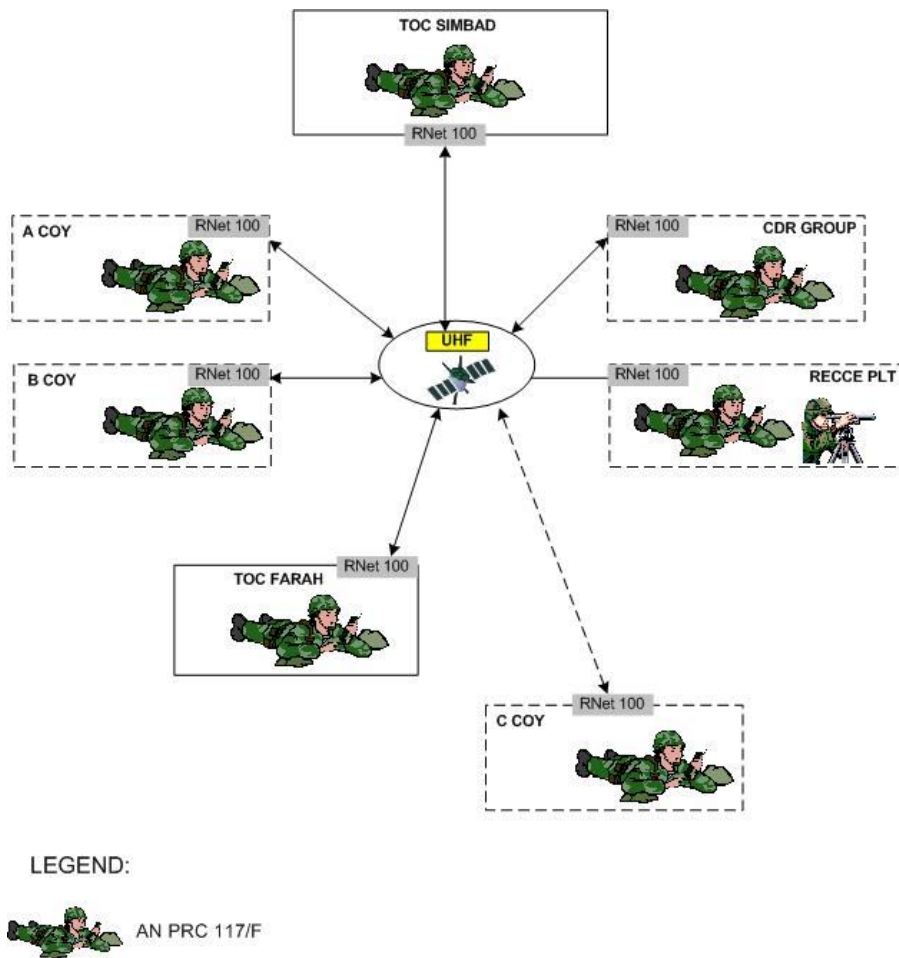 TOC SIMBAD
RNet 100
A COY
RNet 100
RNet 100
CDR GROUP
UHF
B COY
RNet 100
RNet 100
RECCE PLT
TOC FARAH
RNet 100
C COY
RNet 100
LEGEND:
AN PRC 117/F